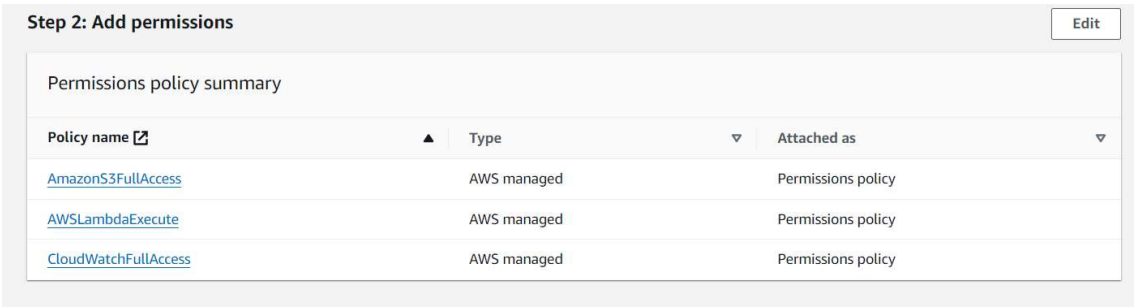 Step 2: Add permissions
Edit
Permissions policy summary
Policy name Type Attached as
AmazonS3FullAccess AWS managed Permissions policy
AWSLambdaExecute AWS managed Permissions policy
CloudWatchFullAccess AWS managed Permissions policy